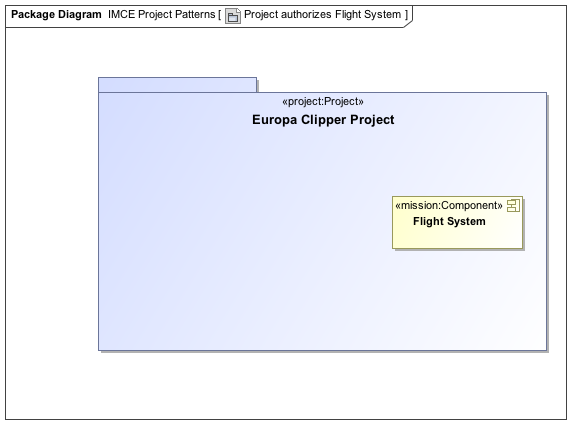 Package Diagram IMCE Project Patterns [ Project authorizes Flight System ]
«project:Project»
Europa Clipper Project
«mission:Component»
Flight System